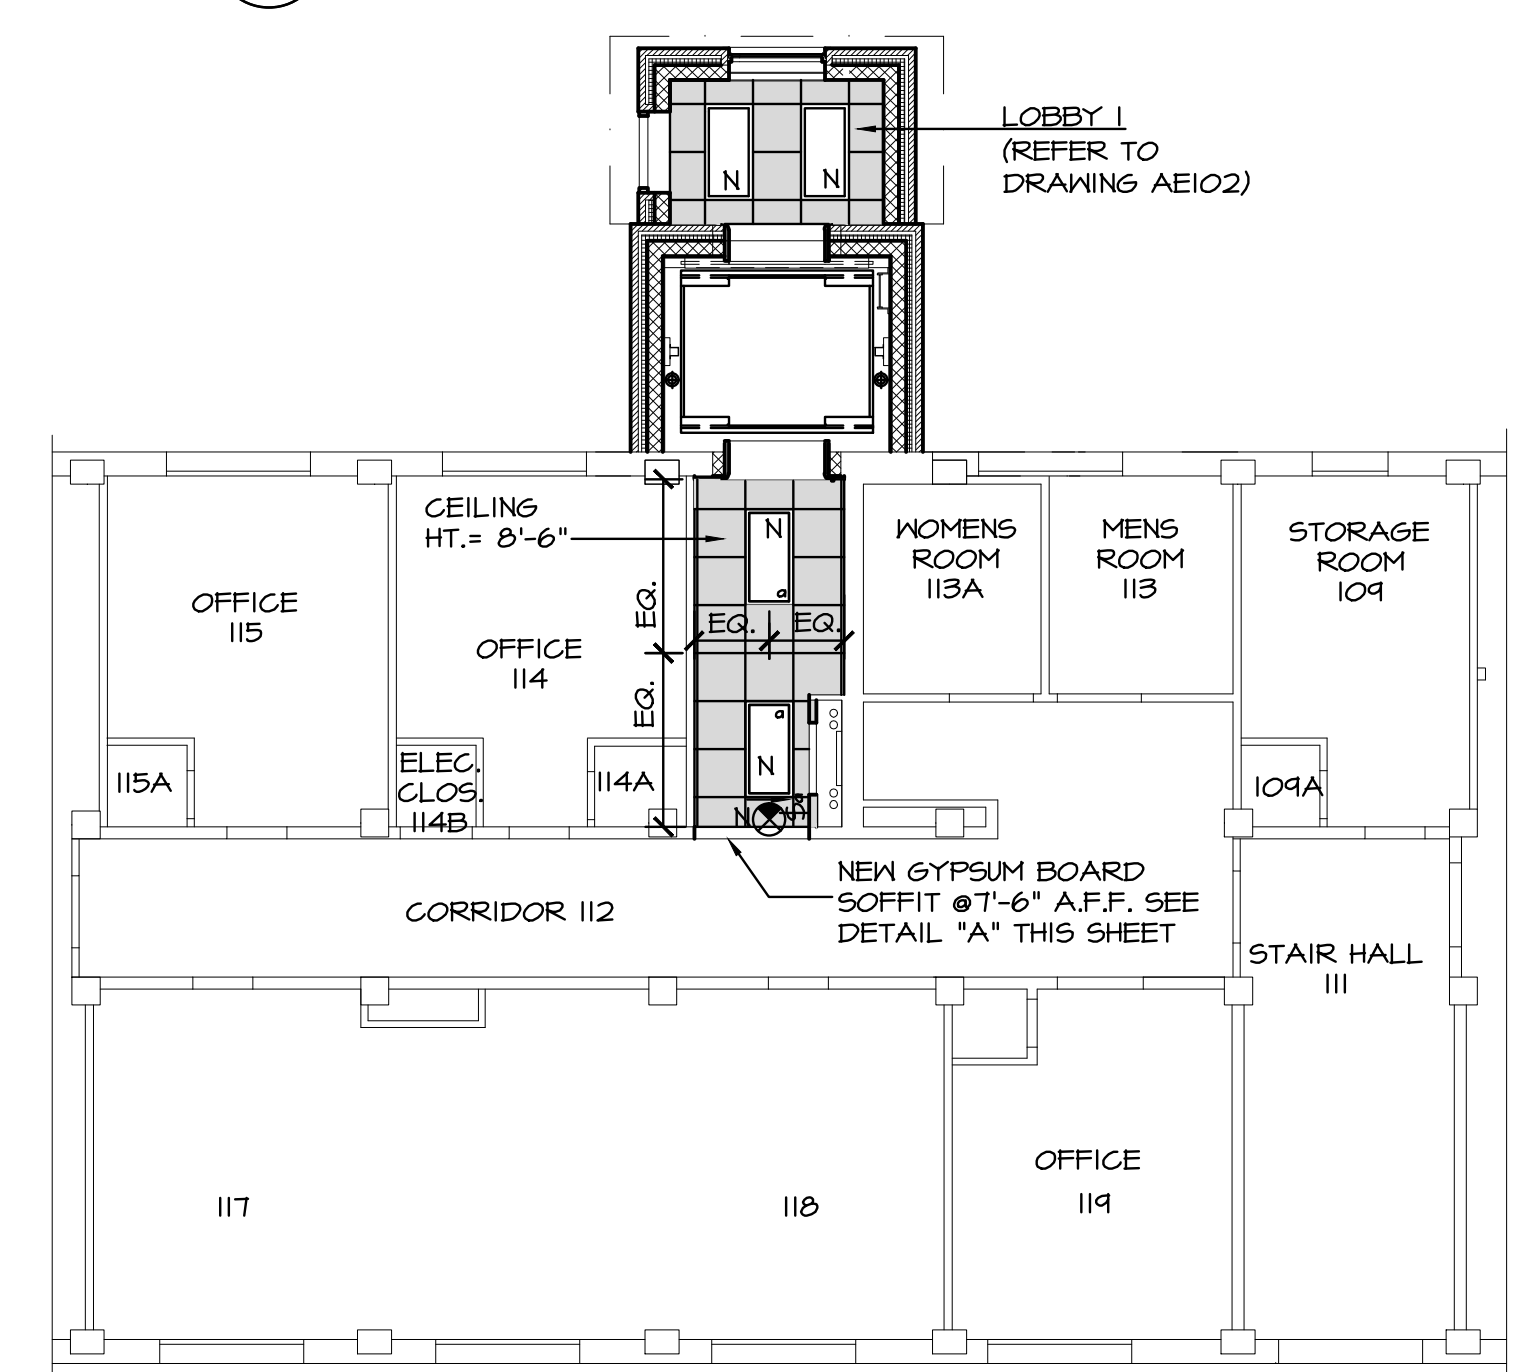 LOBBY 1
(REFER TO
DRAWING AE102)
N
N
CEILING
HT.= 8'-6"
N
a
WOMENS
ROOM
113A
MENS
ROOM
113
STORAGE
ROOM
109
OFFICE
115
OFFICE
114
EQ.
EQ.
EQ.
EQ.
a
N
115A
ELEC.
CLOS.
114B
114A
109A
N
$a
NEW GYPSUM BOARD
SOFFIT @7'-6" A.F.F. SEE
DETAIL "A" THIS SHEET
CORRIDOR 112
STAIR HALL
111
117
118
OFFICE
119